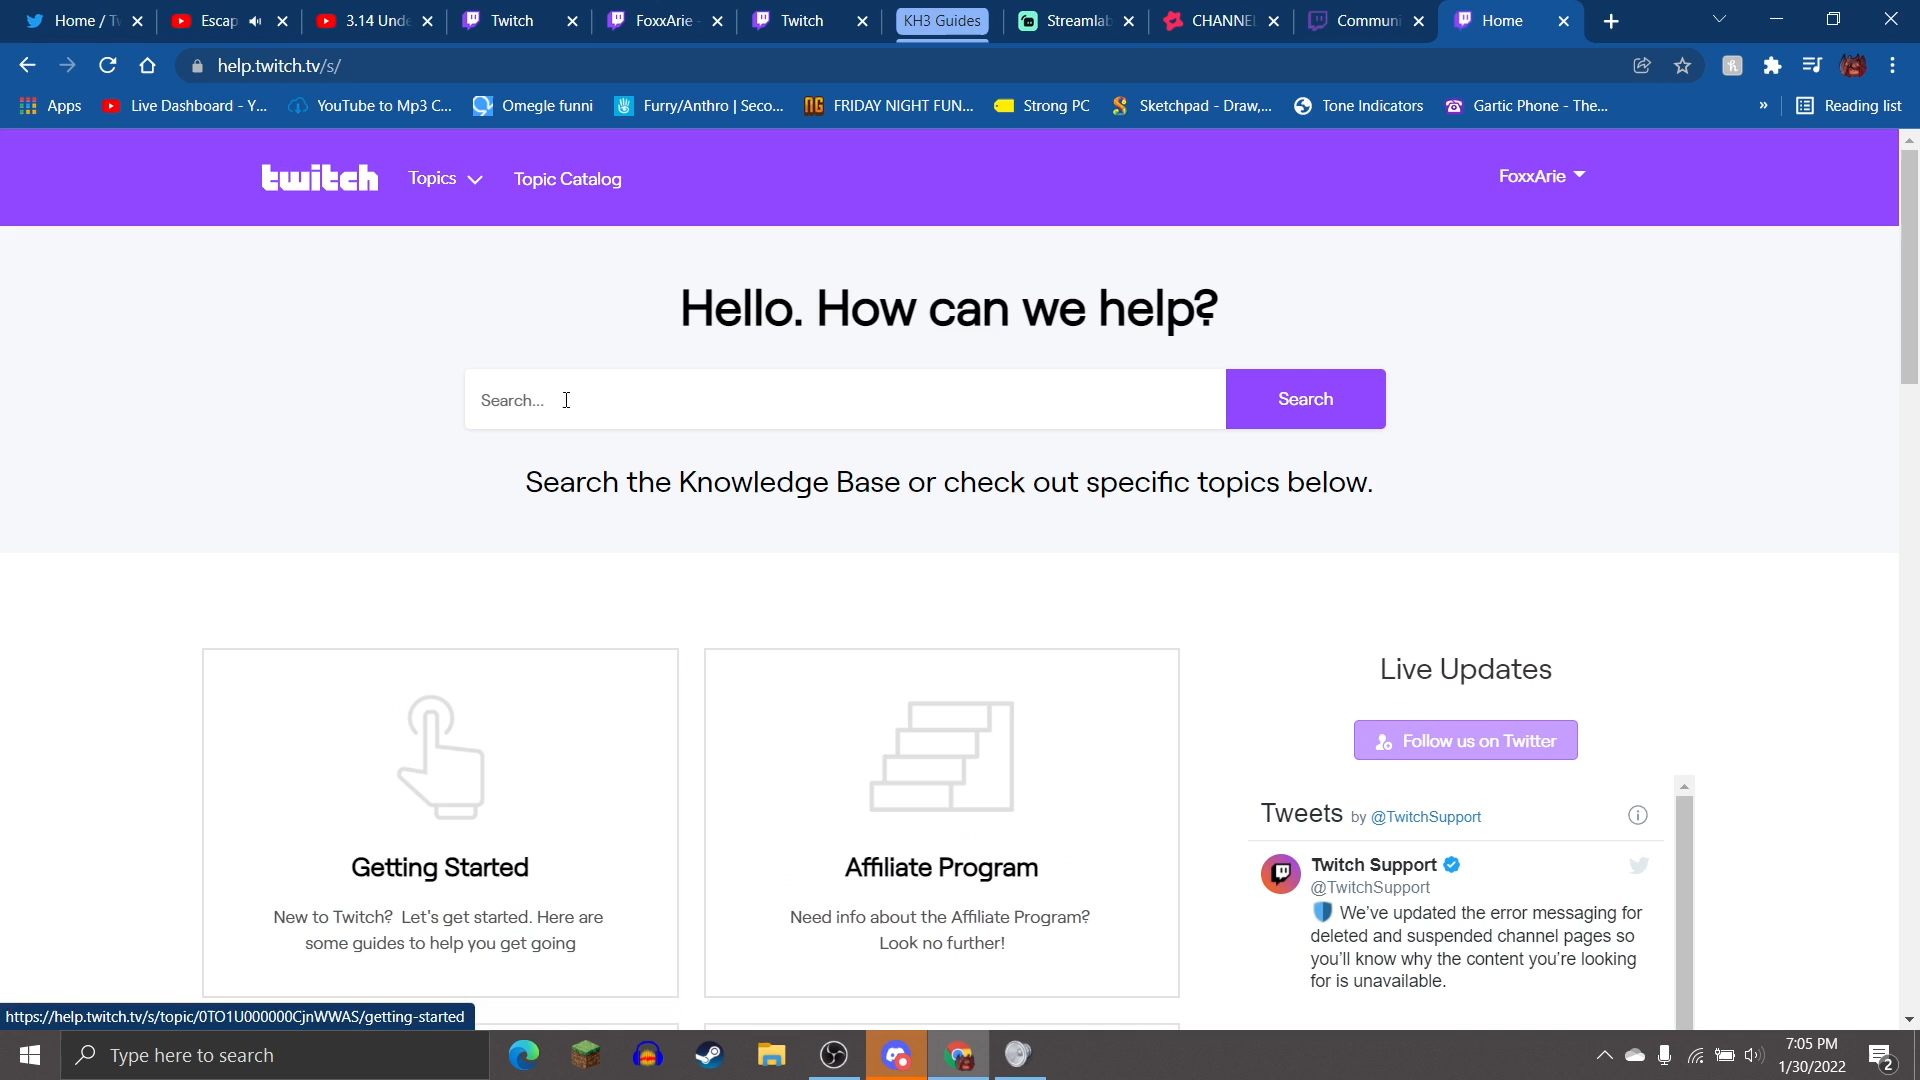 Home / Tw
Escap
3.14 Unde
Twitch
FoxxArie -
Twitch
KH3 Guides
Streamlab
CHANNEL
Communi
Home
help.twitch.tv/s/
Apps
Live Dashboard - Y...
YouTube to Mp3 C...
Omegle funni
Furry/Anthro | Seco...
FRIDAY NIGHT FUN...
Strong PC
Sketchpad - Draw,...
Tone Indicators
Gartic Phone - The...
»
Reading list
twitch
Topics
Topic Catalog
FoxxArie
Hello. How can we help?
Search...
Search
Search the Knowledge Base or check out specific topics below.
Getting Started
New to Twitch? Let's get started. Here are
some guides to help you get going
Affiliate Program
Need info about the Affiliate Program?
Look no further!
Live Updates
Follow us on Twitter
Tweets by @TwitchSupport
Twitch Support
@TwitchSupport
We've updated the error messaging for
deleted and suspended channel pages so
you'll know why the content you're looking
for is unavailable.
https://help.twitch.tv/s/topic/0TO1U000000CjnWWAS/getting-started
Type here to search
7:05 PM
1/30/2022
2